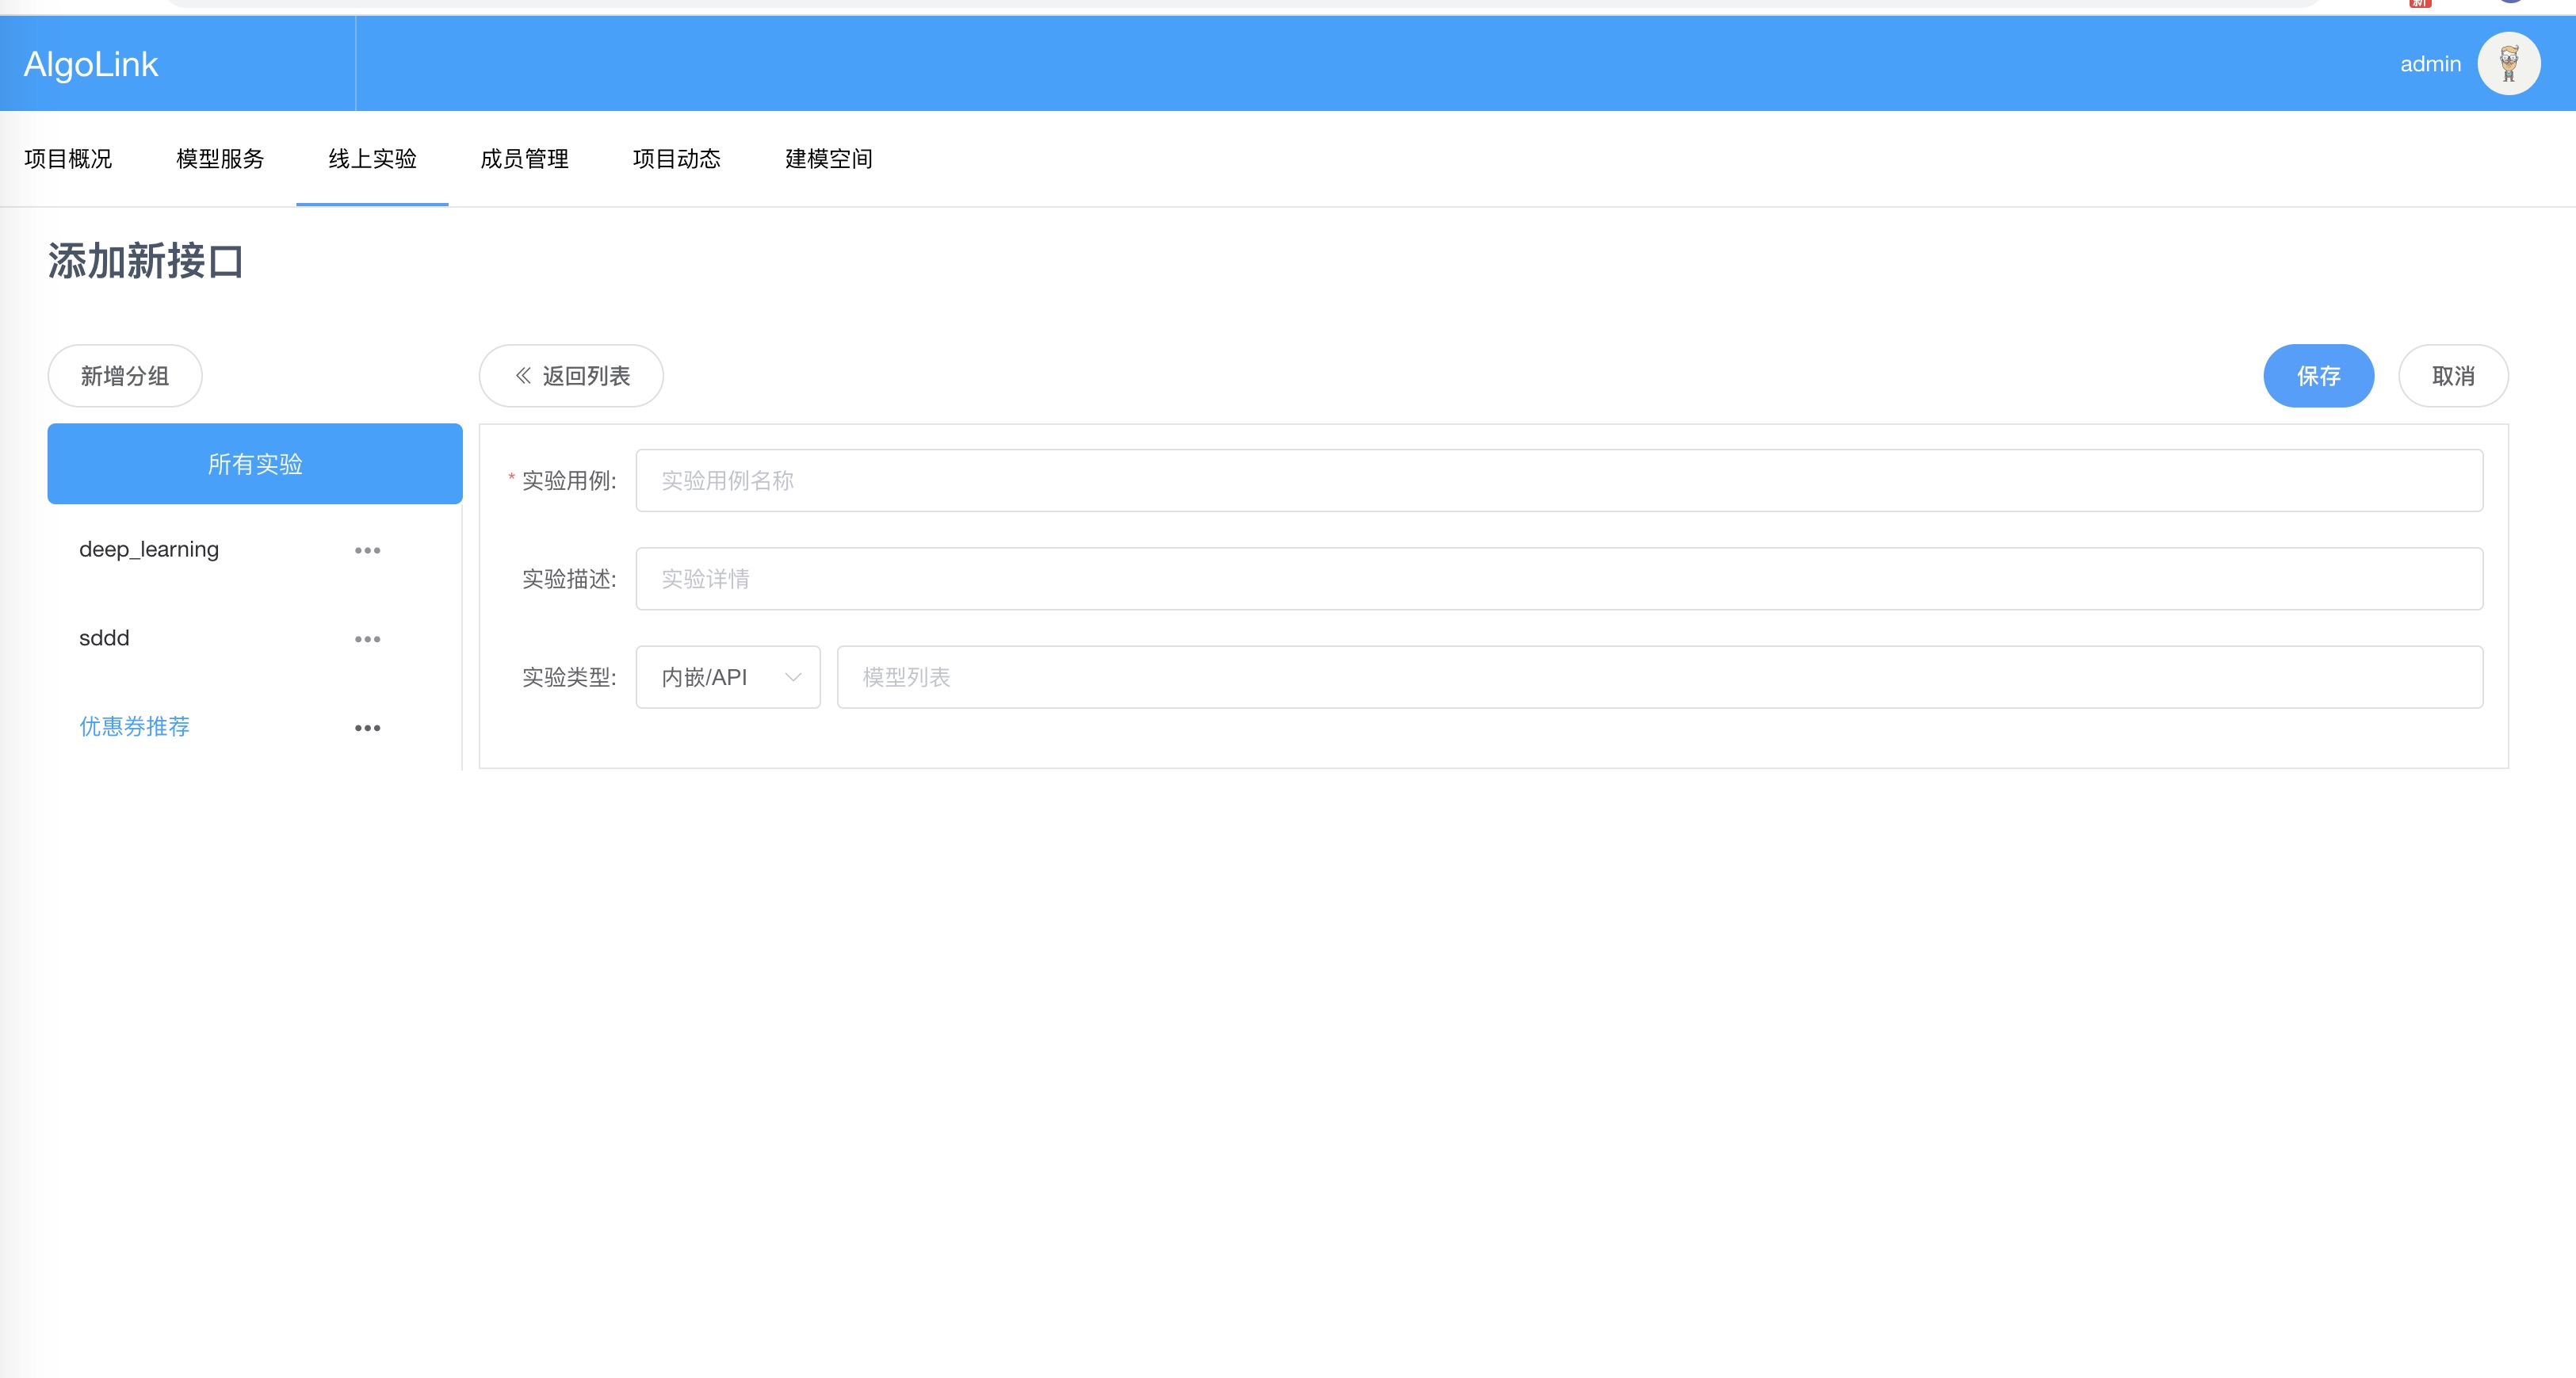 新
AlgoLink
admin
项目概况 模型服务 线上实验 成员管理 项目动态 建模空间
添加新接口
新增分组 返回列表 保存 取消
所有实验
* 实验用例: 实验用例名称
deep_learning
实验描述: 实验详情
sddd
实验类型: 内嵌/API 模型列表
优惠券推荐